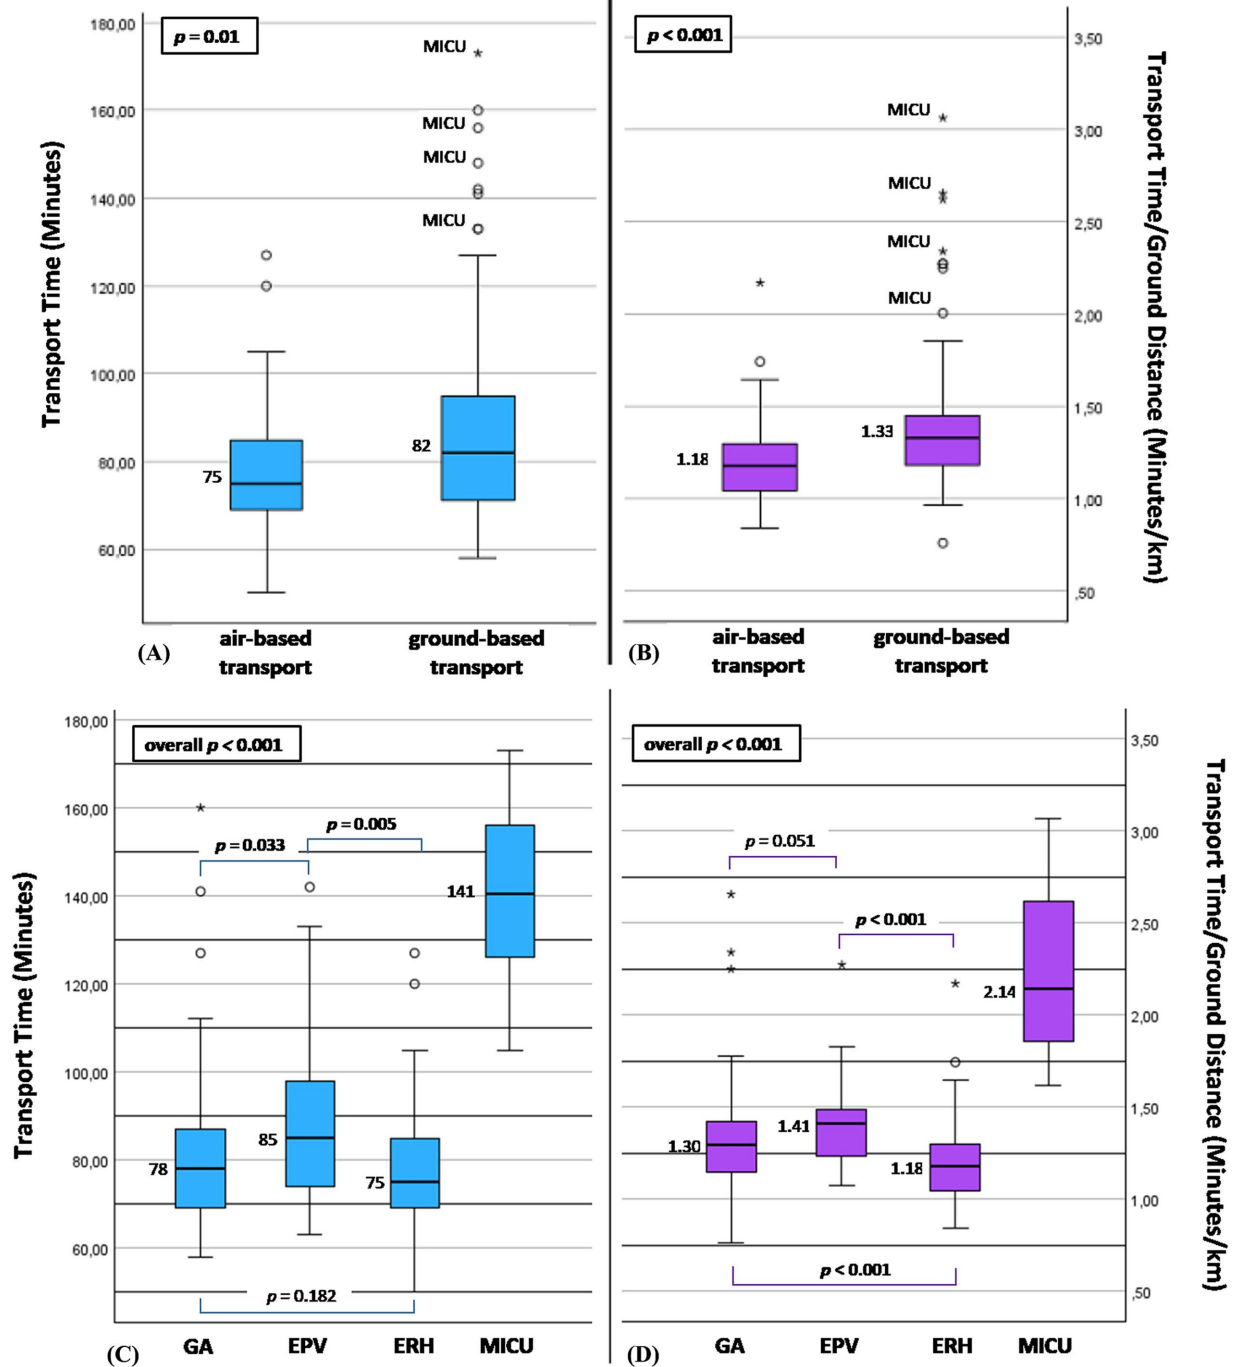 180,00
160,00
140,00
120,00
100,00
80,00
60,00
Transport Time (Minutes)
p = 0.01
MICU
MICU
MICU
MICU
75
82
air-based
transport
ground-based
transport
(A)
p < 0.001
MICU
MICU
MICU
MICU
1.18
1.33
3,50
3,00
2,50
2,00
1,50
1,00
,50
Transport Time/Ground Distance (Minutes/km)
air-based
transport
ground-based
transport
(B)
180,00
160,00
140,00
120,00
100,00
80,00
60,00
Transport Time (Minutes)
overall p < 0.001
p = 0.033
p = 0.005
141
78
85
75
p = 0.182
GA
EPV
ERH
MICU
(C)
overall p < 0.001
p = 0.051
p < 0.001
2.14
1.30
1.41
1.18
p < 0.001
3,50
3,00
2,50
2,00
1,50
1,00
,50
Transport Time/Ground Distance (Minutes/km)
GA
EPV
ERH
MICU
(D)